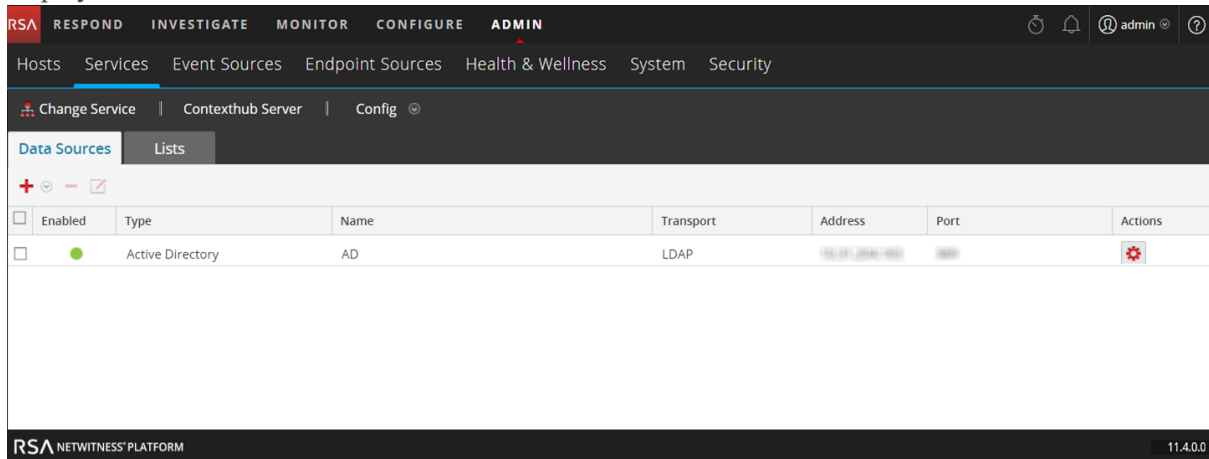 RSA RESPOND INVESTIGATE MONITOR CONFIGURE ADMIN admin ?
Hosts Services Event Sources Endpoint Sources Health & Wellness System Security
Change Service | Contexthub Server | Config
Data Sources Lists
Enabled Type Name Transport Address Port Actions
Active Directory AD LDAP
RSA NETWITNESS® PLATFORM 11.4.0.0